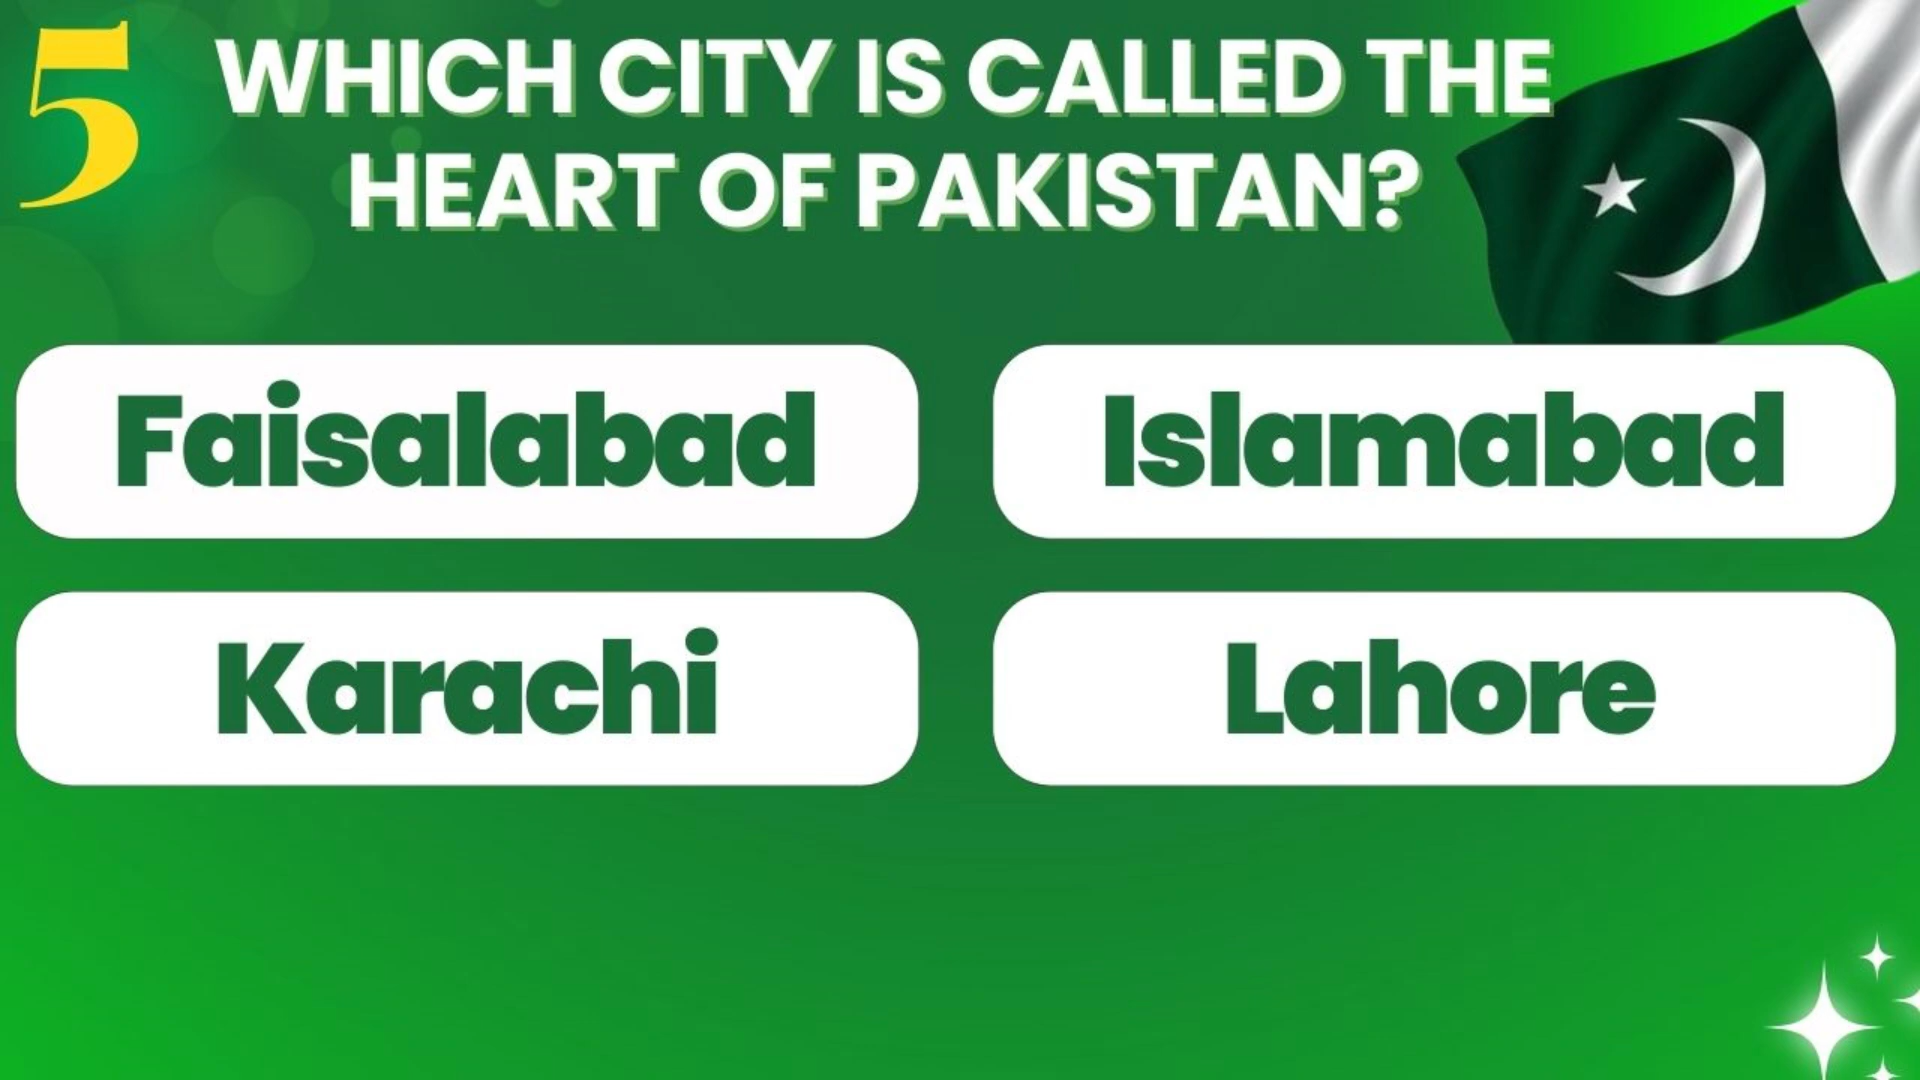 5
WHICH CITY IS CALLED THE
HEART OF PAKISTAN?
Faisalabad
Islamabad
Karachi
Lahore